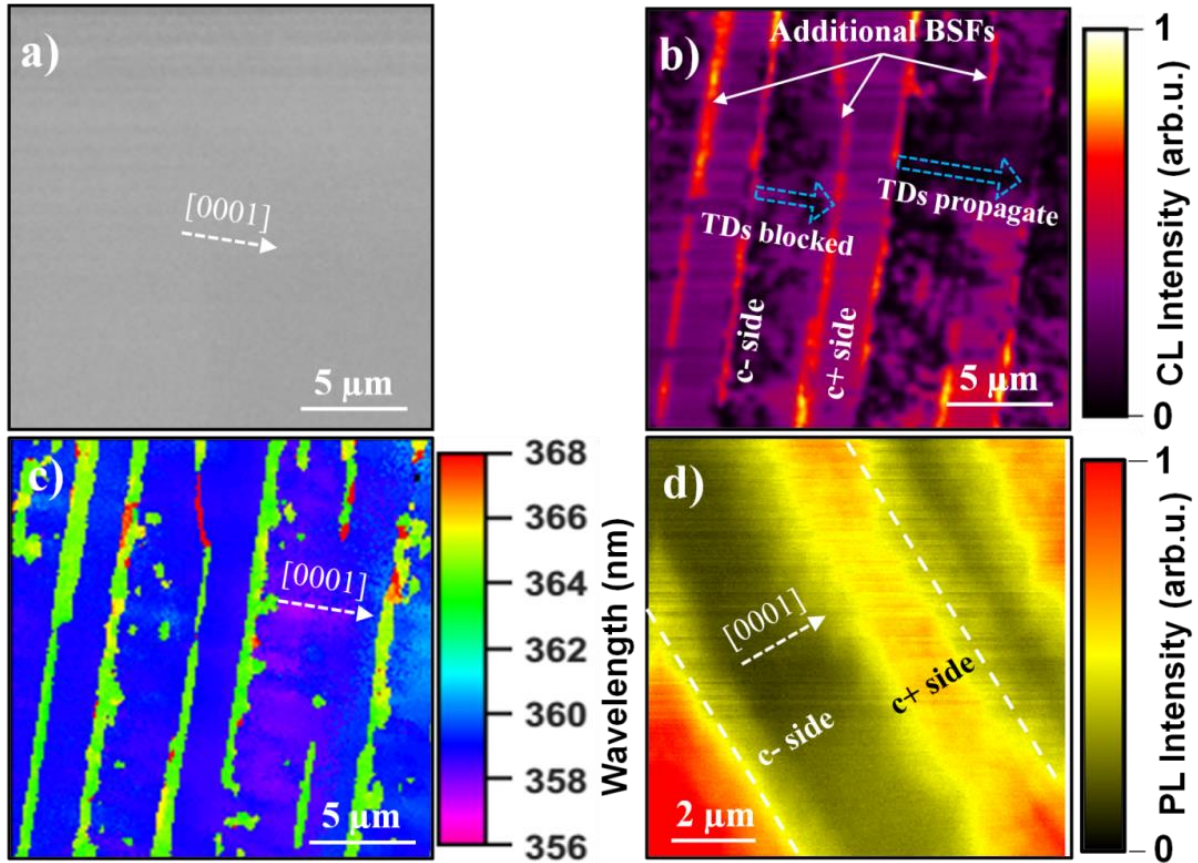 a)
[0001]
5 μm
b)
Additional BSFs
TDs blocked
TDs propagate
c- side
c+ side
5 μm
1
0
CL Intensity (arb.u.)
c)
[0001]
5 μm
368
366
364
362
360
358
356
Wavelength (nm)
d)
[0001]
c- side
c+ side
2 μm
1
0
PL Intensity (arb.u.)